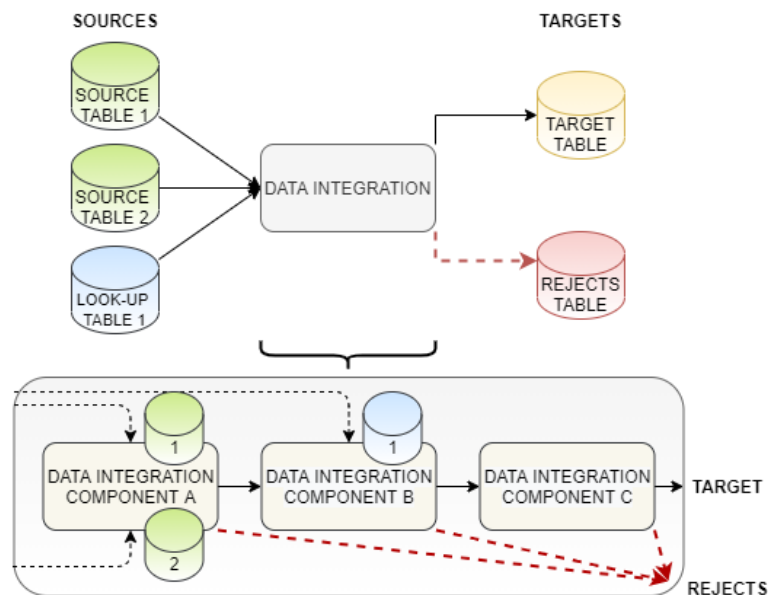 SOURCES
TARGETS
SOURCE
TABLE 1
TARGET
TABLE
SOURCE
TABLE 2
DATA INTEGRATION
LOOK-UP
TABLE 1
REJECTS
TABLE
1
1
DATA INTEGRATION
COMPONENT A
DATA INTEGRATION
COMPONENT B
DATA INTEGRATION
COMPONENT C
TARGET
2
REJECTS